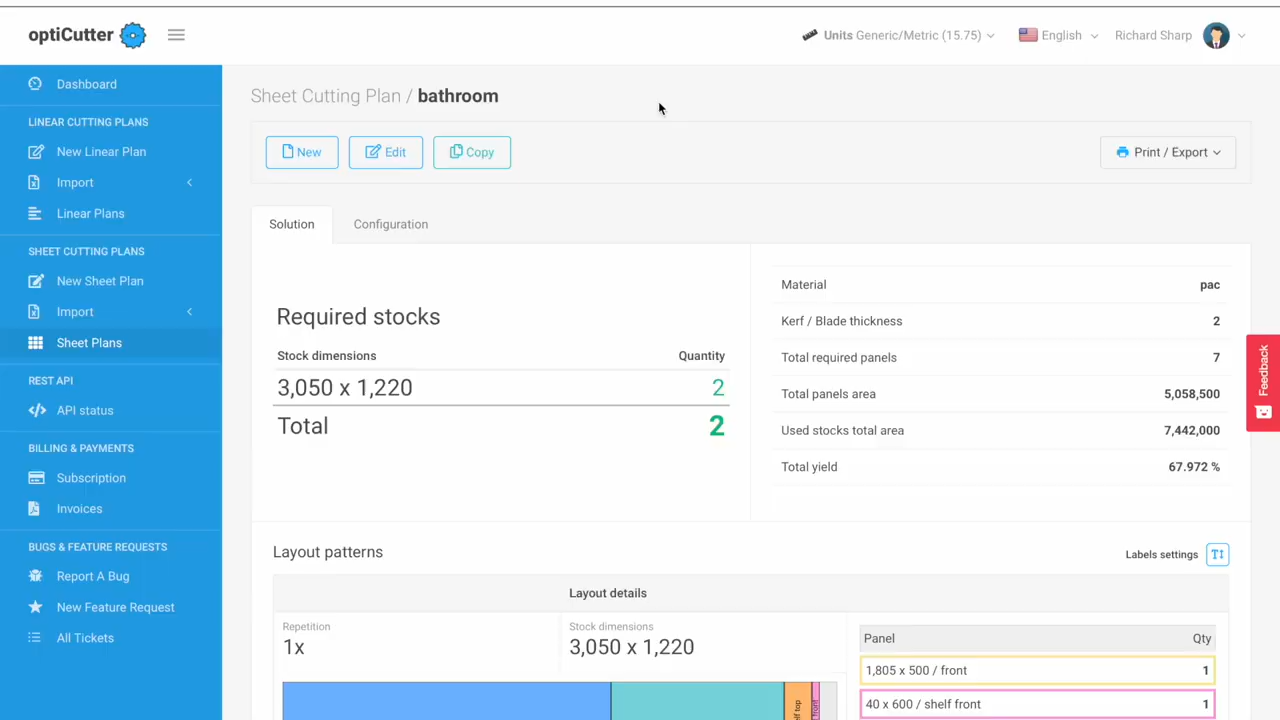 optiCutter
Units Generic/Metric (15.75)
English
Richard Sharp
Dashboard
LINEAR CUTTING PLANS
New Linear Plan
Import
Linear Plans
SHEET CUTTING PLANS
New Sheet Plan
Import
Sheet Plans
REST API
API status
BILLING & PAYMENTS
Subscription
Invoices
BUGS & FEATURE REQUESTS
Report A Bug
New Feature Request
All Tickets
Sheet Cutting Plan / bathroom
New
Edit
Copy
Print / Export
Solution
Configuration
Required stocks
Stock dimensions Quantity
3,050 x 1,220 2
Total 2
Material pac
Kerf / Blade thickness 2
Total required panels 7
Total panels area 5,058,500
Used stocks total area 7,442,000
Total yield 67.972 %
Feedback
Layout patterns
Labels settings
Layout details
Repetition
1x
Stock dimensions
3,050 x 1,220
Panel Qty
1,805 x 500 / front 1
40 x 600 / shelf front 1